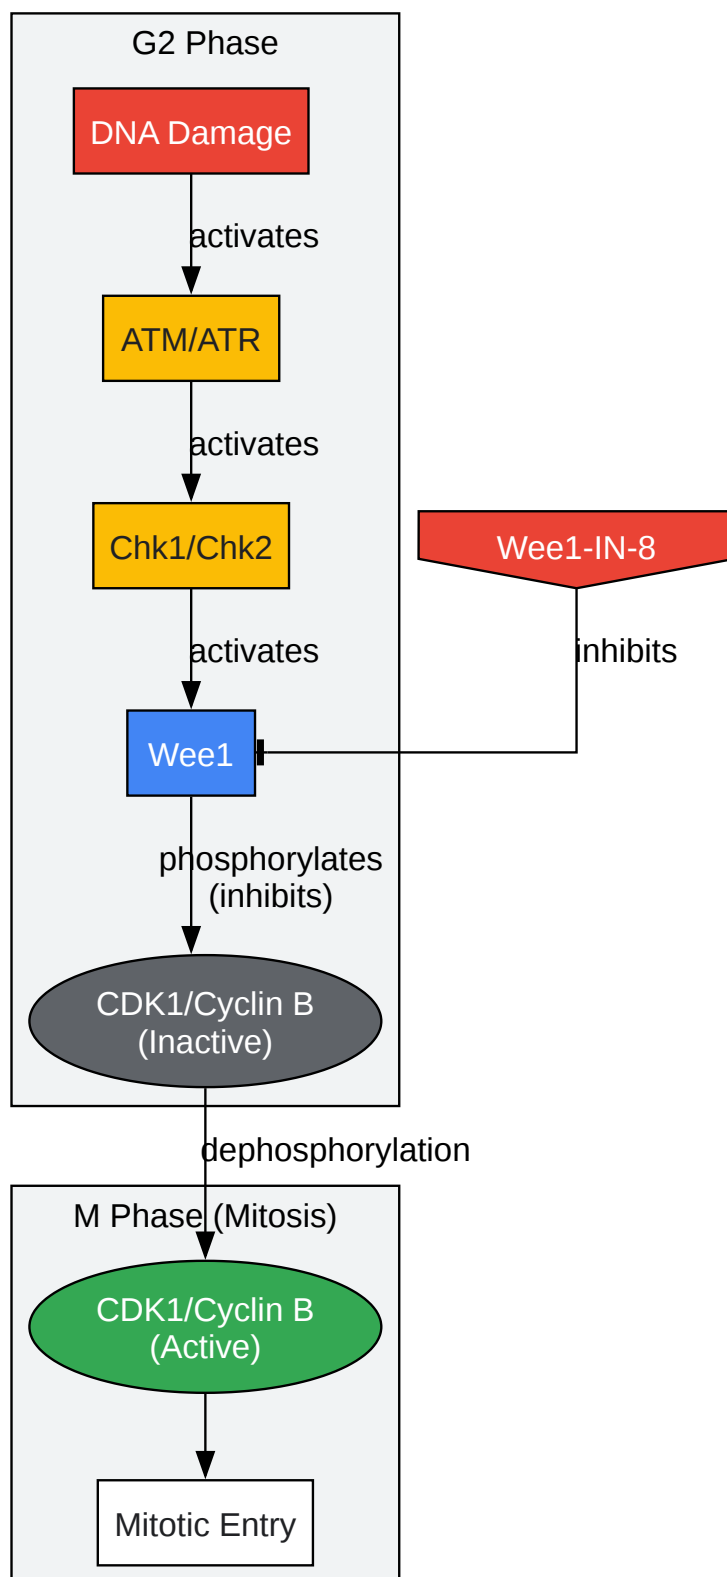 G2 Phase
DNA Damage
activates
ATM/ATR
activates
Chk1/Chk2
Wee1-IN-8
activates
inhibits
Wee1
phosphorylates
(inhibits)
CDK1/Cyclin B
(Inactive)
dephosphorylation
M Phase (Mitosis)
CDK1/Cyclin B
(Active)
Mitotic Entry